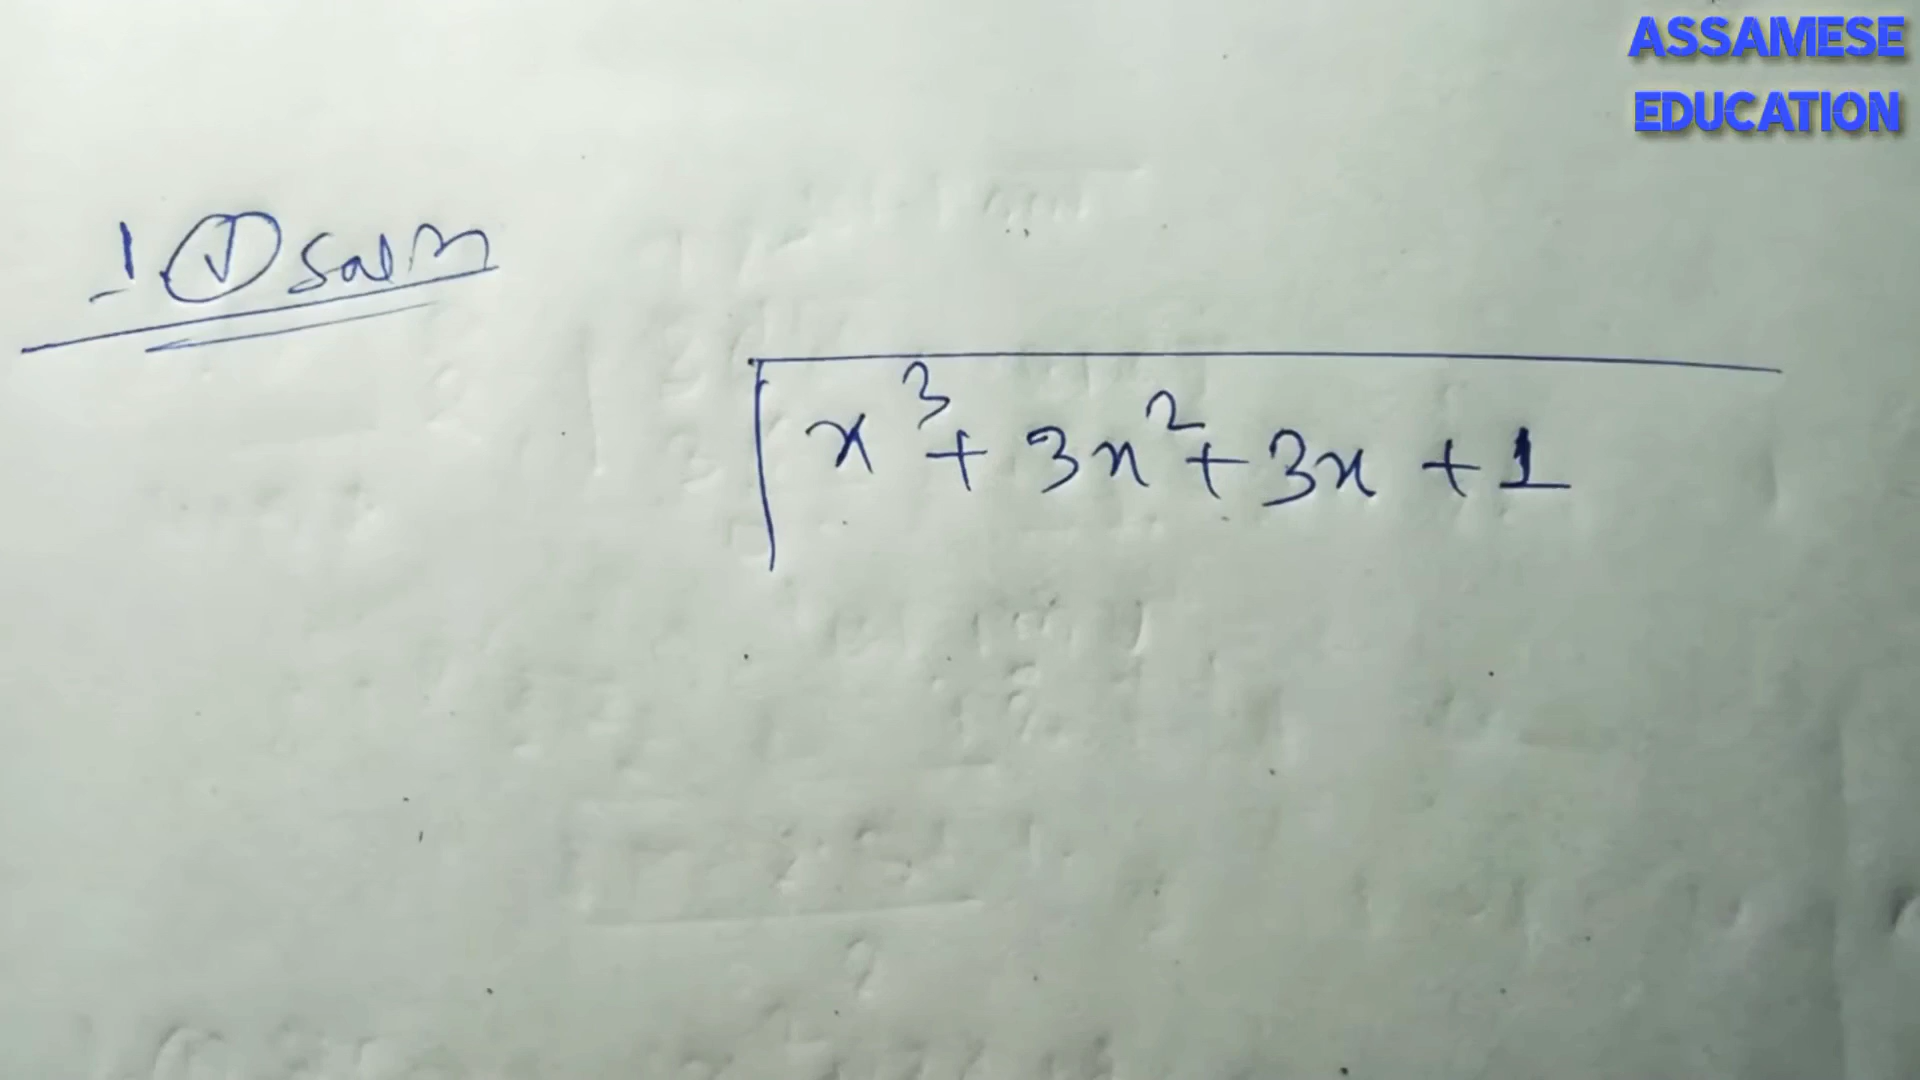 ASSAMESE
EDUCATION
1 (V) Soln
x³ + 3x² + 3x + 1